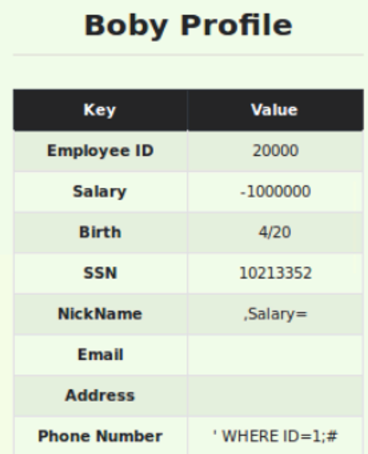 Boby Profile
Key Value
Employee ID 20000
Salary -1000000
Birth 4/20
SSN 10213352
NickName ,Salary=
Email
Address
Phone Number ' WHERE ID=1;#